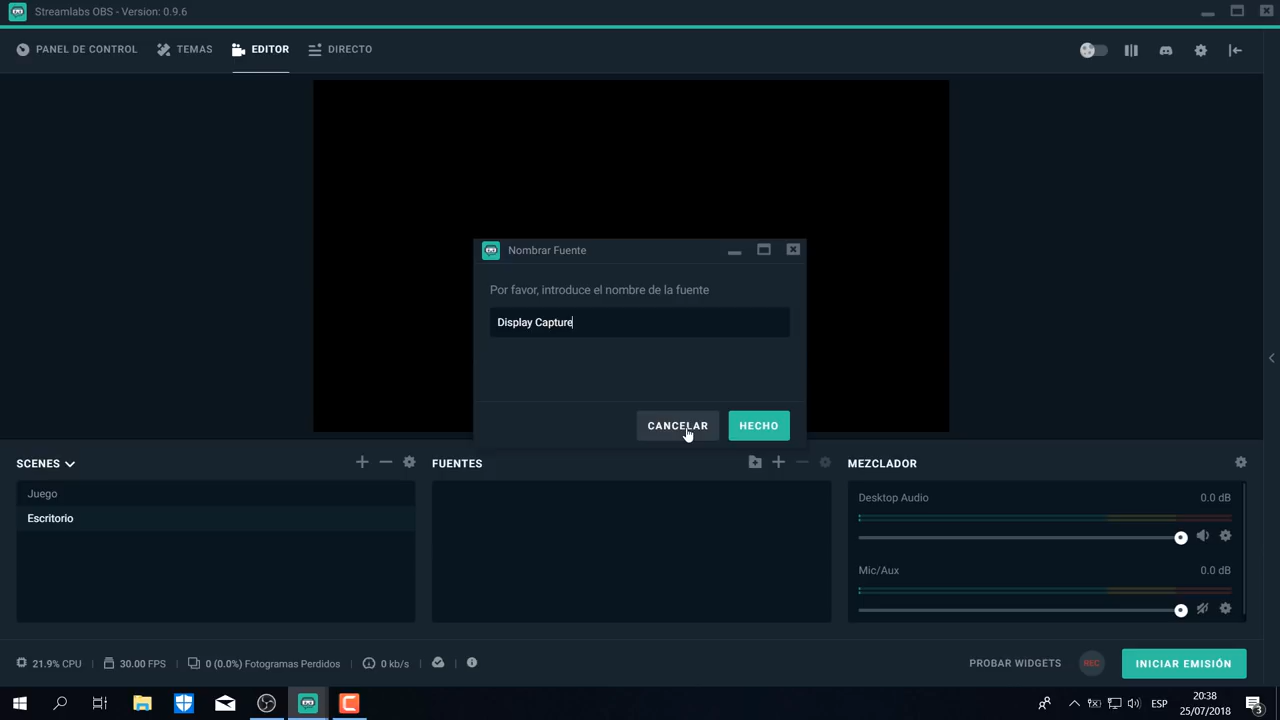 Streamlabs OBS - Version: 0.9.6
PANEL DE CONTROL
TEMAS
EDITOR
DIRECTO
Nombrar Fuente
Por favor, introduce el nombre de la fuente
Display Capture
CANCELAR
HECHO
SCENES
Juego
Escritorio
FUENTES
MEZCLADOR
Desktop Audio
0.0 dB
Mic/Aux
0.0 dB
21.9% CPU
30.00 FPS
0 (0.0%) Fotogramas Perdidos
0 kb/s
PROBAR WIDGETS
REC
INICIAR EMISIÓN
ESP
20:38
25/07/2018
3